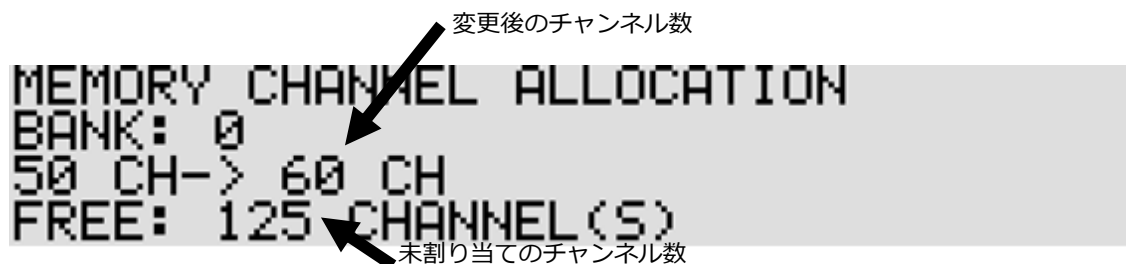 変更後のチャンネル数
MEMORY CHANNEL ALLOCATION
BANK: 0
50 CH-> 60 CH
FREE: 125 CHANNEL(S)
未割り当てのチャンネル数